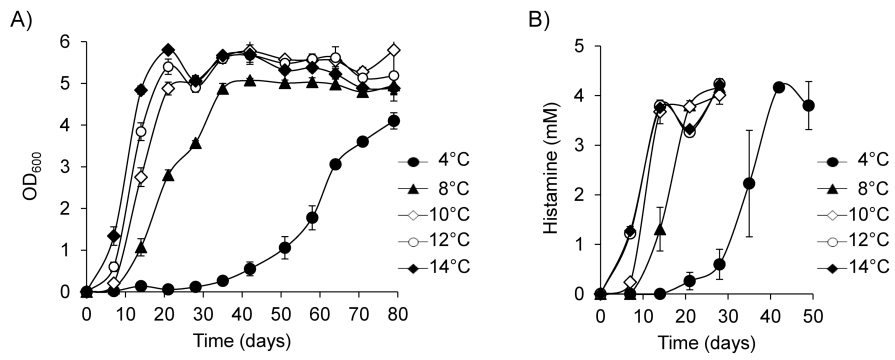 A)
OD600
6
5
4
3
2
1
0
0 10 20 30 40 50 60 70 80
Time (days)
4°C
8°C
10°C
12°C
14°C
B)
Histamine (mM)
5
4
3
2
1
0
0 10 20 30 40 50
Time (days)
4°C
8°C
10°C
12°C
14°C